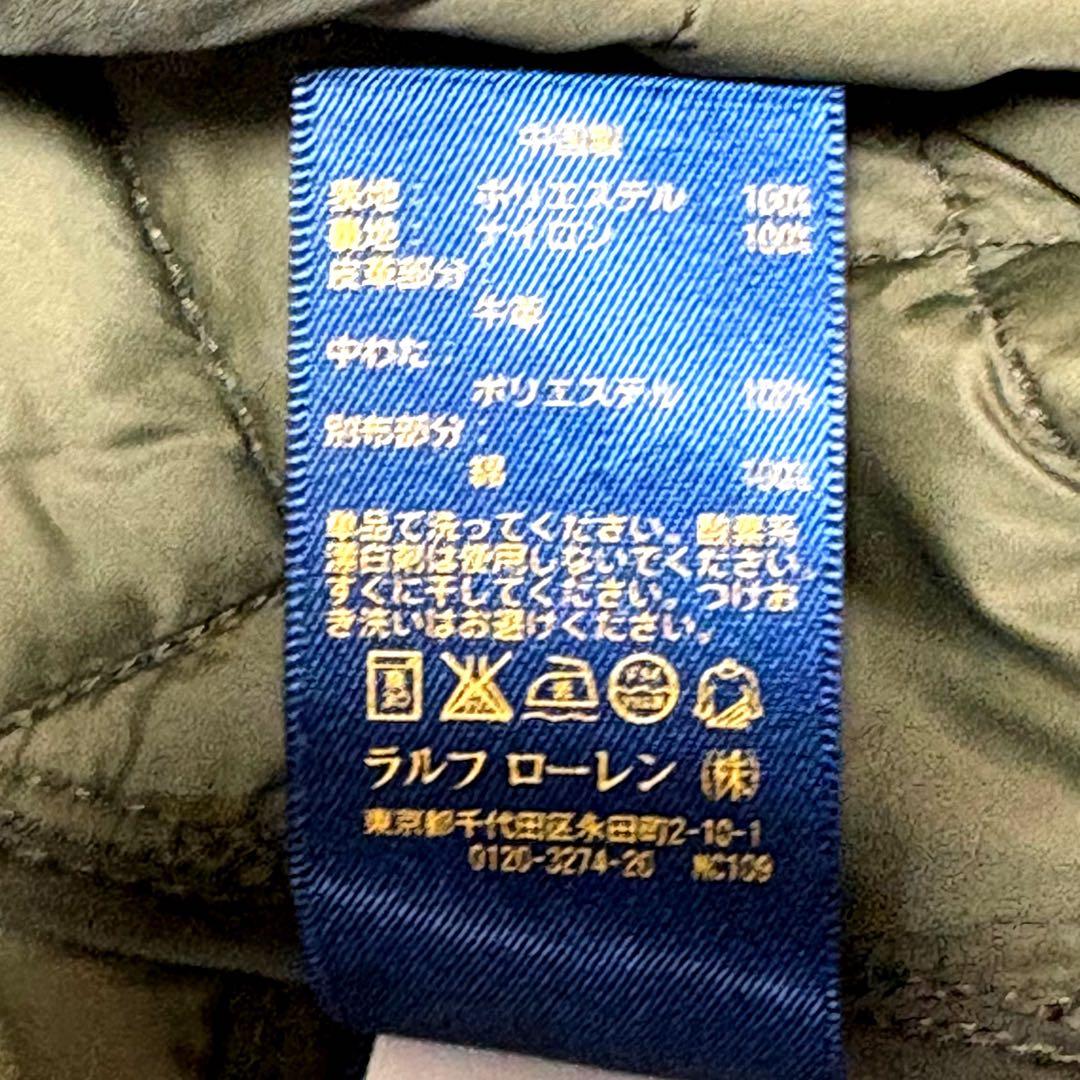 中国製
表地: ポリエステル 100%
裏地: ナイロン 100%
皮革部分:
牛革
中わた:
ポリエステル 100%
別布部分:
綿 100%
単品で洗ってください。酸素系
漂白剤は使用しないでください。
すぐに干してください。つけお
き洗いはお避けください。
ラルフ ローレン (株)
東京都千代田区永田町2-10-1
0120-3274-20 MC109